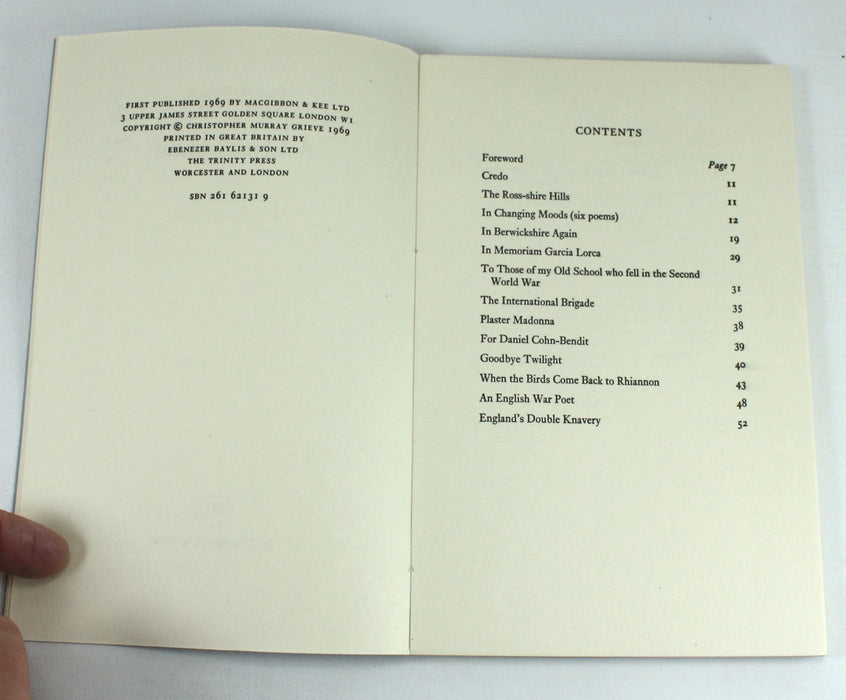 FIRST PUBLISHED 1969 BY MACGIBBON & KEE LTD
3 UPPER JAMES STREET GOLDEN SQUARE LONDON W1
COPYRIGHT © CHRISTOPHER MURRAY GRIEVE 1969
PRINTED IN GREAT BRITAIN BY
EBENEZER BAYLIS & SON LTD
THE TRINITY PRESS
WORCESTER AND LONDON
SBN 261 62131 9
CONTENTS
Foreword Page 7
Credo 11
The Ross-shire Hills 11
In Changing Moods (six poems) 12
In Berwickshire Again 19
In Memoriam Garcia Lorca 29
To Those of my Old School who fell in the Second
World War 31
The International Brigade 35
Plaster Madonna 38
For Daniel Cohn-Bendit 39
Goodbye Twilight 40
When the Birds Come Back to Rhiannon 43
An English War Poet 48
England's Double Knavery 52